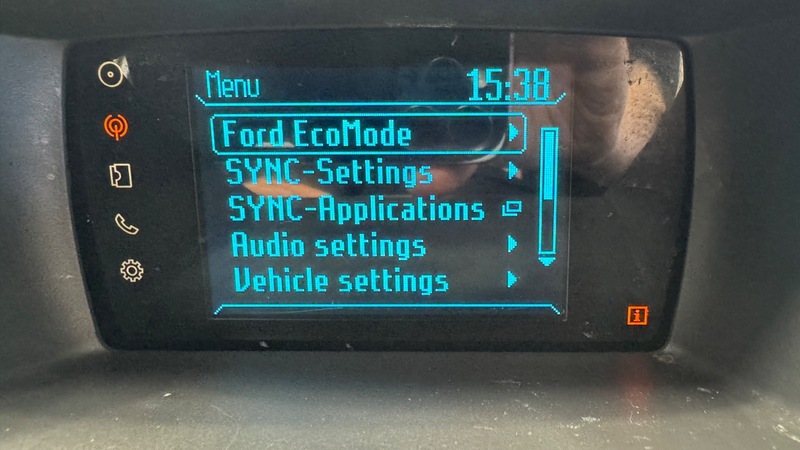 Menu 15:38
Ford EcoMode
SYNC-Settings
SYNC-Applications
Audio settings
Vehicle settings
i